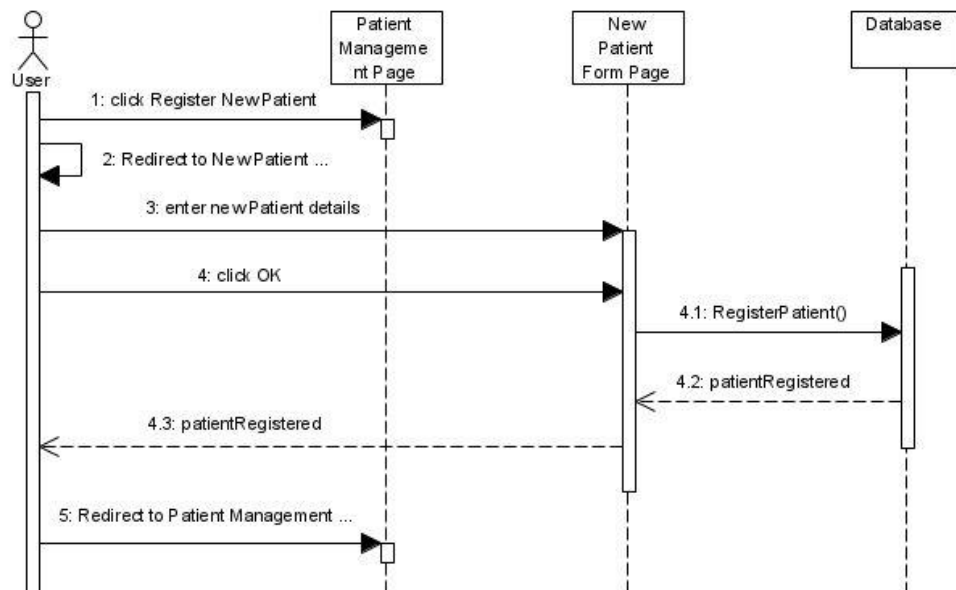 User
Patient
Manageme
nt Page
New
Patient
Form Page
Database
1: click Register NewPatient
2: Redirect to NewPatient ...
3: enter newPatient details
4: click OK
4.1: RegisterPatient()
4.2: patientRegistered
4.3: patientRegistered
5: Redirect to Patient Management ...